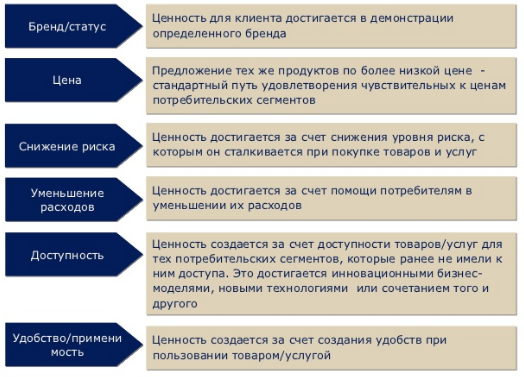 Бренд/статус
Ценность для клиента достигается в демонстрации
определенного бренда
Цена
Предложение тех же продуктов по более низкой цене -
стандартный путь удовлетворения чувствительных к ценам
потребительских сегментов
Снижение риска
Ценность достигается за счет снижения уровня риска, с
которым он сталкивается при покупке товаров и услуг
Уменьшение
расходов
Ценность достигается за счет помощи потребителям в
уменьшении их расходов
Доступность
Ценность создается за счет доступности товаров/услуг для
тех потребительских сегментов, которые ранее не имели к
ним доступа. Это достигается инновационными бизнес-
моделями, новыми технологиями или сочетанием того и
другого
Удобство/примени
мость
Ценность создается за счет создания удобств при
пользовании товаром/услугой